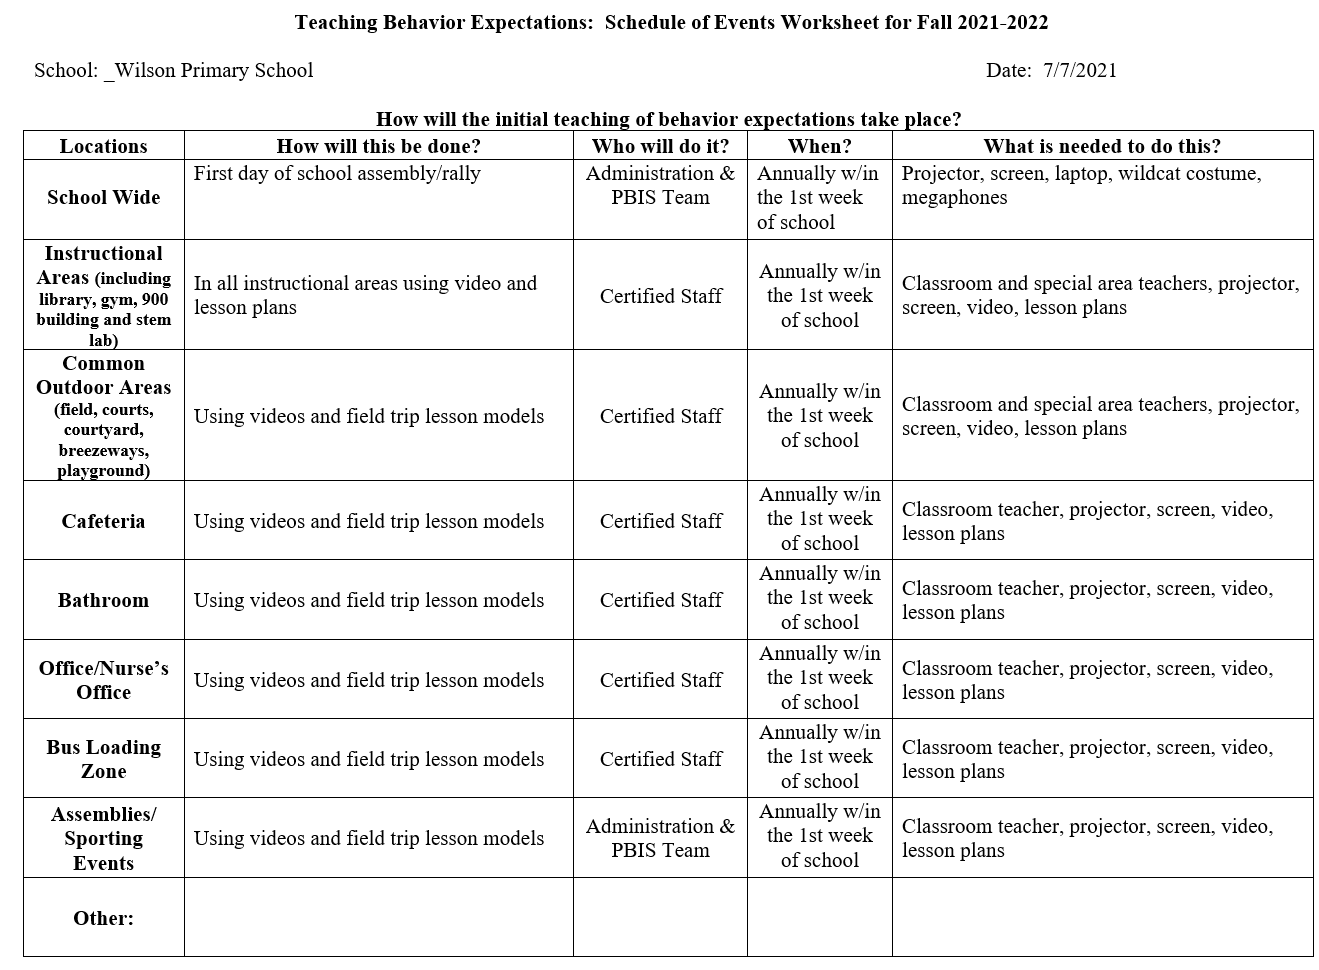 Teaching Behavior Expectations:  Schedule of Events Worksheet for Fall 2021-2022
School: _Wilson Primary School
Date:  7/7/2021
How will the initial teaching of behavior expectations take place?
Locations
How will this be done?
Who will do it?
When?
What is needed to do this?
School Wide
First day of school assembly/rally
Administration &
PBIS Team
Annually w/in
the 1st week
of school
Projector, screen, laptop, wildcat costume,
megaphones
Instructional
Areas (including
library, gym, 900
building and stem
lab)
In all instructional areas using video and
lesson plans
Certified Staff
Annually w/in
the 1st week
of school
Classroom and special area teachers, projector,
screen, video, lesson plans
Common
Outdoor Areas
(field, courts,
courtyard,
breezeways,
playground)
Using videos and field trip lesson models
Certified Staff
Annually w/in
the 1st week
of school
Classroom and special area teachers, projector,
screen, video, lesson plans
Cafeteria
Using videos and field trip lesson models
Certified Staff
Annually w/in
the 1st week
of school
Classroom teacher, projector, screen, video,
lesson plans
Bathroom
Using videos and field trip lesson models
Certified Staff
Annually w/in
the 1st week
of school
Classroom teacher, projector, screen, video,
lesson plans
Office/Nurse’s
Office
Using videos and field trip lesson models
Certified Staff
Annually w/in
the 1st week
of school
Classroom teacher, projector, screen, video,
lesson plans
Bus Loading
Zone
Using videos and field trip lesson models
Certified Staff
Annually w/in
the 1st week
of school
Classroom teacher, projector, screen, video,
lesson plans
Assemblies/
Sporting
Events
Using videos and field trip lesson models
Administration &
PBIS Team
Annually w/in
the 1st week
of school
Classroom teacher, projector, screen, video,
lesson plans
Other: